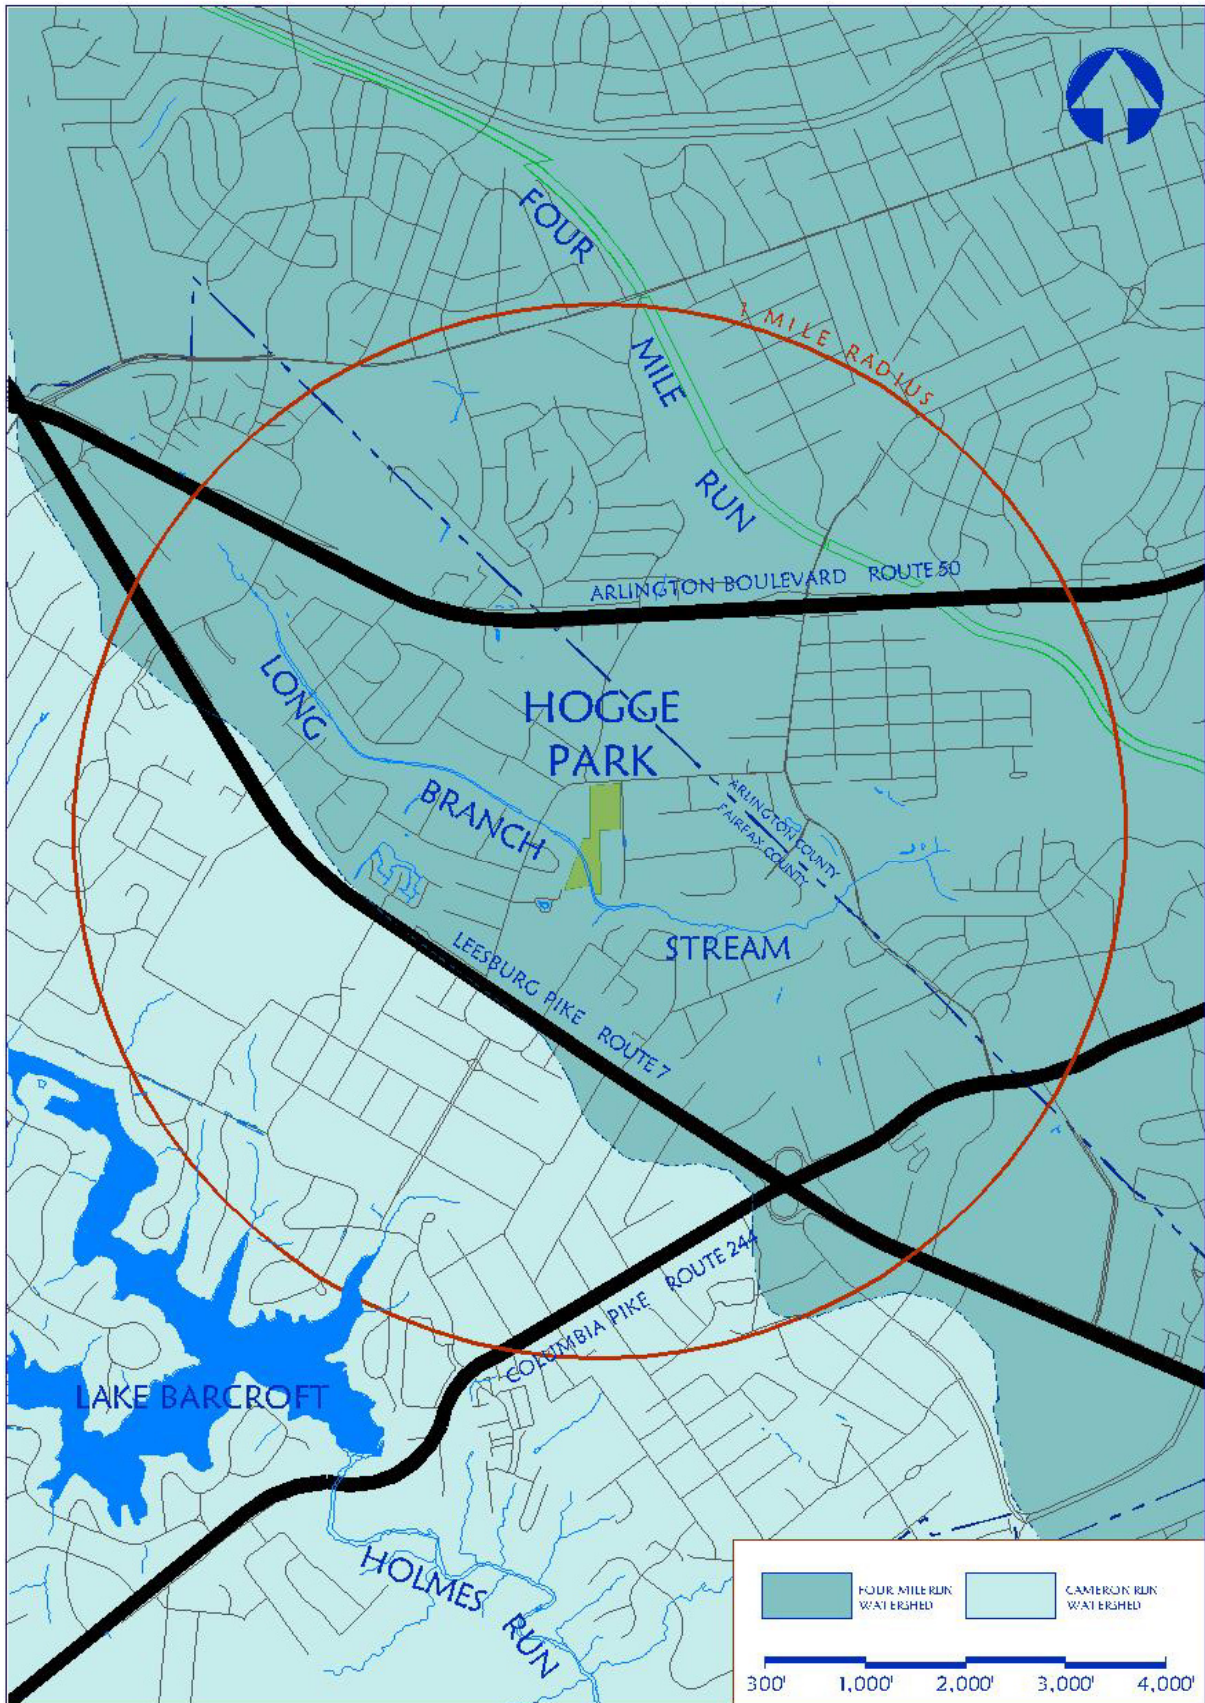 FOUR
MILE
RUN
1 MILE RADIUS
ARLINGTON BOULEVARD ROUTE 50
LONG
BRANCH
STREAM
HOGGE
PARK
ARLINGTON COUNTY
FAIRFAX COUNTY
LEESBURG PIKE ROUTE 7
COLUMBIA PIKE ROUTE 244
LAKE BARCROFT
HOLMES RUN
FOUR MILE RUN
WATERSHED
CAMERON RUN
WATERSHED
300' 1,000' 2,000' 3,000' 4,000'